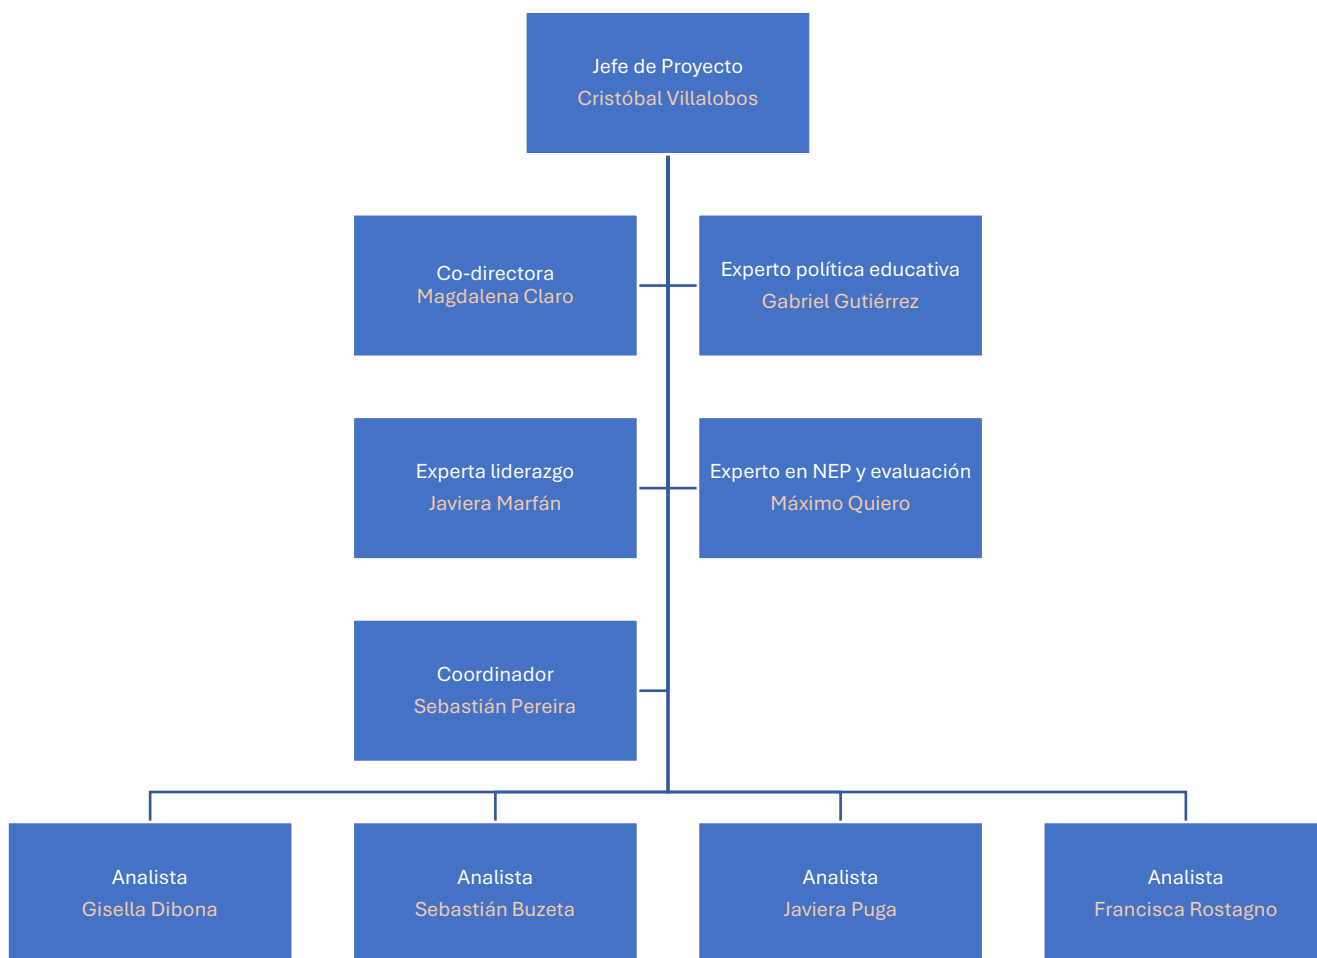 Jefe de Proyecto
Cristóbal Villalobos
Co-directora
Magdalena Claro
Experto política educativa
Gabriel Gutiérrez
Experta liderazgo
Javiera Marfán
Experto en NEP y evaluación
Máximo Quiero
Coordinador
Sebastián Pereira
Analista
Gisella Dibona
Analista
Sebastián Buzeta
Analista
Javiera Puga
Analista
Francisca Rostagno